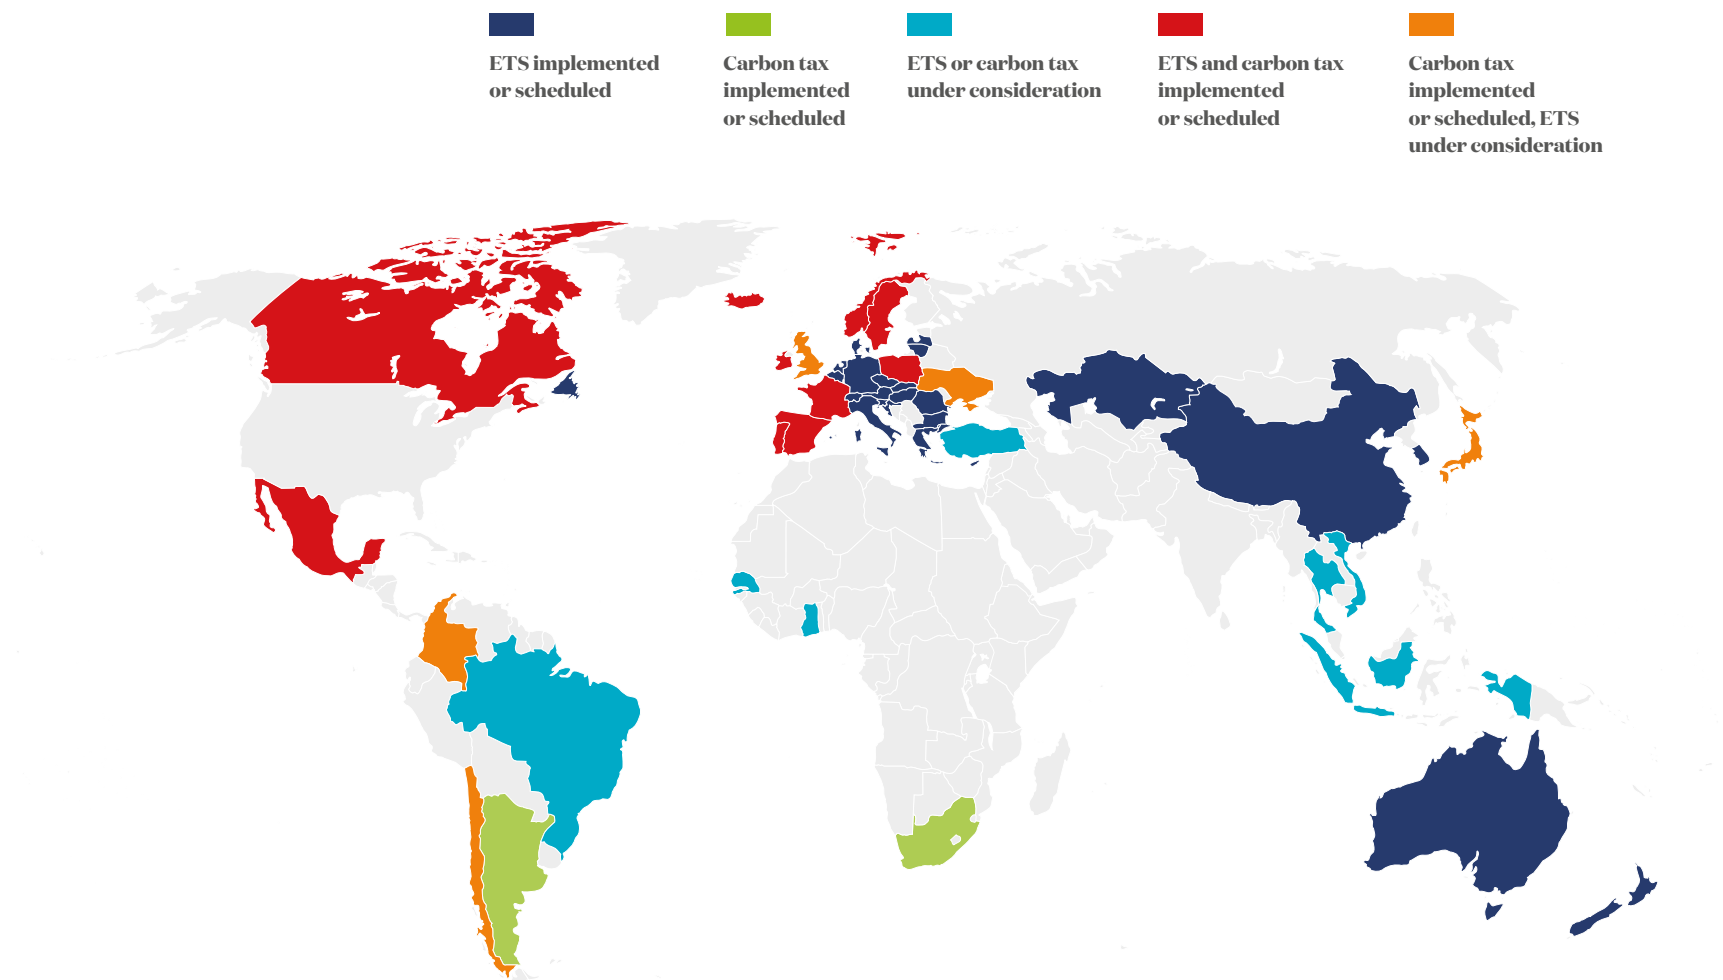 ETS implemented
or scheduled
Carbon tax
implemented
or scheduled
ETS or carbon tax
under consideration
ETS and carbon tax
implemented
or scheduled
Carbon tax
implemented
or scheduled, ETS
under consideration